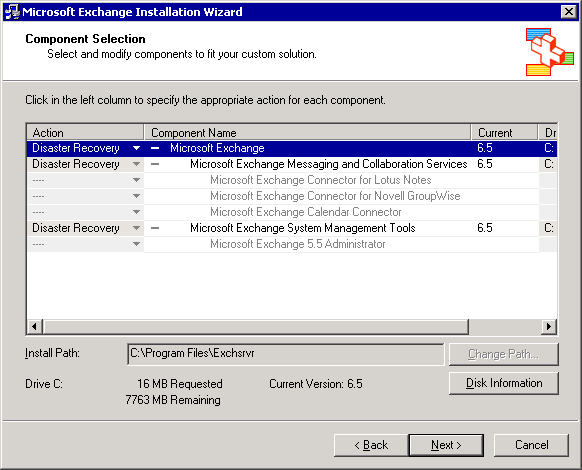 Microsoft Exchange Installation Wizard
Component Selection
Select and modify components to fit your custom solution.
Click in the left column to specify the appropriate action for each component.
Action Component Name Current Dr
Disaster Recovery Microsoft Exchange 6.5 C:
Disaster Recovery Microsoft Exchange Messaging and Collaboration Services 6.5 C:
---- Microsoft Exchange Connector for Lotus Notes
---- Microsoft Exchange Connector for Novell GroupWise
---- Microsoft Exchange Calendar Connector
Disaster Recovery Microsoft Exchange System Management Tools 6.5 C:
---- Microsoft Exchange 5.5 Administrator
Install Path: C:\Program Files\Exchsrvr Change Path...
Drive C: 16 MB Requested Current Version: 6.5 Disk Information
7763 MB Remaining
< Back Next > Cancel